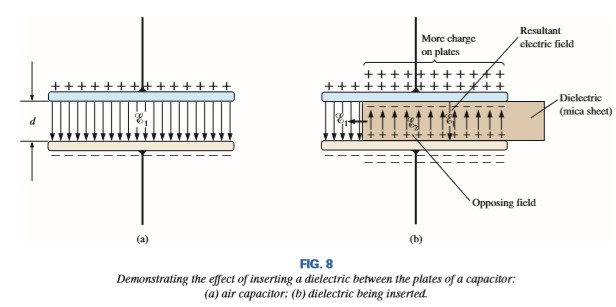 d
ℰ1
(a)
More charge
on plates
Resultant
electric field
Dielectric
(mica sheet)
ℰ1
ℰ2
ℰ1
Opposing field
(b)
FIG. 8
Demonstrating the effect of inserting a dielectric between the plates of a capacitor:
(a) air capacitor; (b) dielectric being inserted.